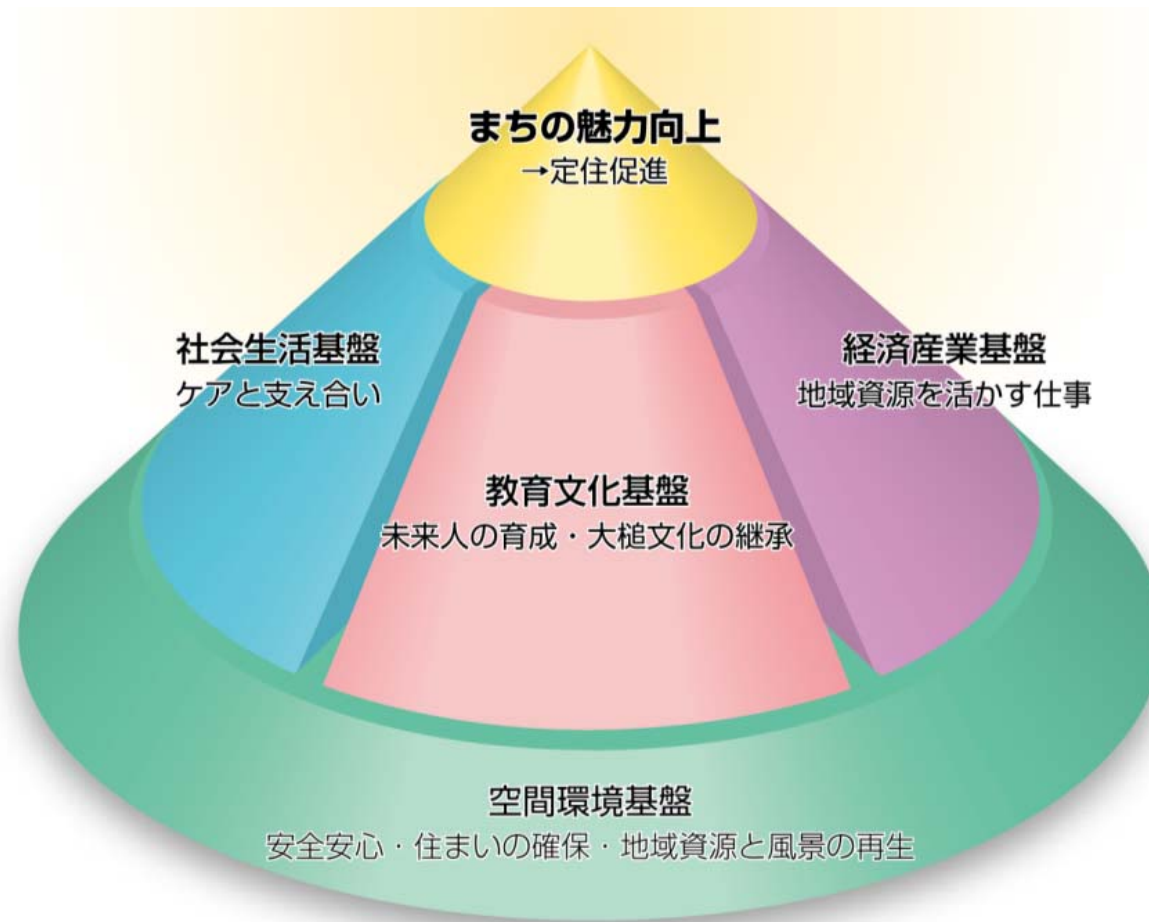 まちの魅力向上
→定住促進
社会生活基盤
ケアと支え合い
経済産業基盤
地域資源を活かす仕事
教育文化基盤
未来人の育成・大槌文化の継承
空間環境基盤
安全安心・住まいの確保・地域資源と風景の再生